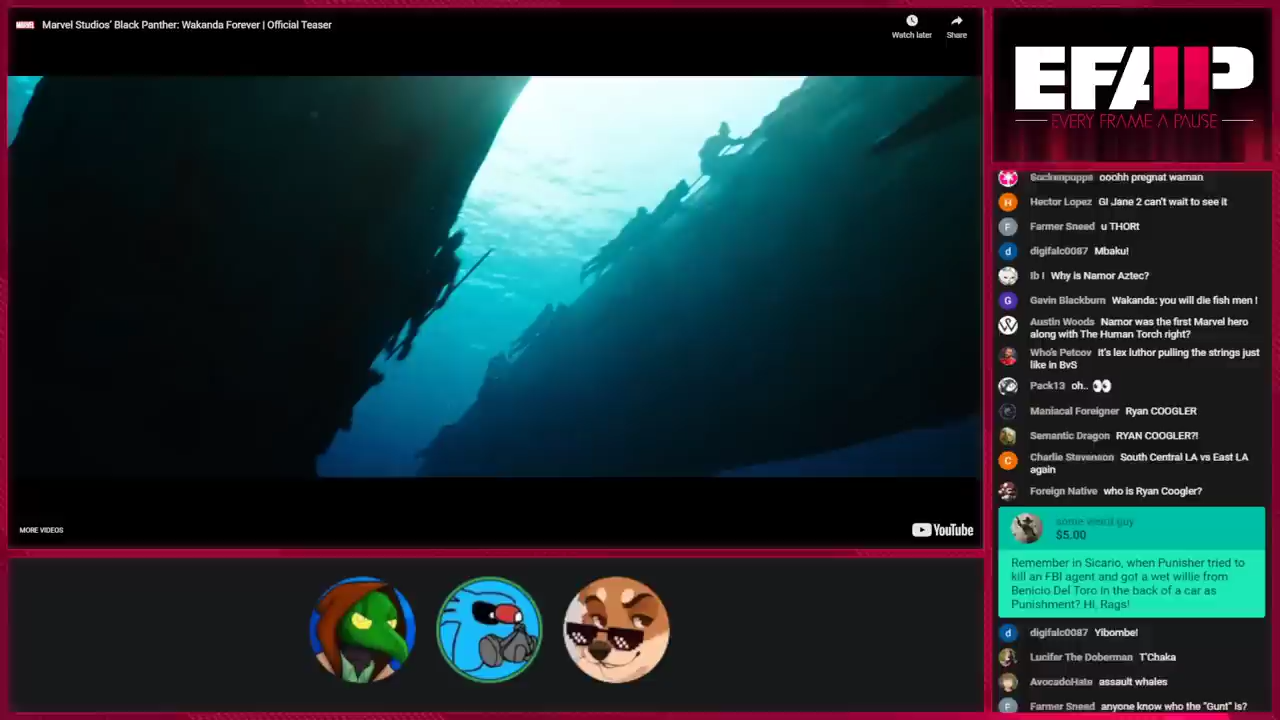 MARVEL Marvel Studios' Black Panther: Wakanda Forever | Official Teaser
Watch later
Share
MORE VIDEOS
YouTube
EFAP
EVERY FRAME A PAUSE
ooohh pregnat waman
Hector Lopez GI Jane 2 can't wait to see it
Farmer Sneed u THORt
digifalc0087 Mbaku!
Ib I Why is Namor Aztec?
Gavin Blackburn Wakanda: you will die fish men !
Austin Woods Namor was the first Marvel hero
along with The Human Torch right?
Who's Petcov It's lex luthor pulling the strings just
like in BvS
Pack13 oh.. 👀
Maniacal Foreigner Ryan COOGLER
Semantic Dragon RYAN COOGLER?!
Charlie Stevenson South Central LA vs East LA
again
Foreign Native who is Ryan Coogler?
some weird guy
$5.00
Remember in Sicario, when Punisher tried to
kill an FBI agent and got a wet willie from
Benicio Del Toro in the back of a car as
Punishment? Hi, Rags!
digifalc0087 Yibombe!
Lucifer The Doberman T'Chaka
AvocadoHate assault whales
Farmer Sneed anyone know who the "Gunt" is?